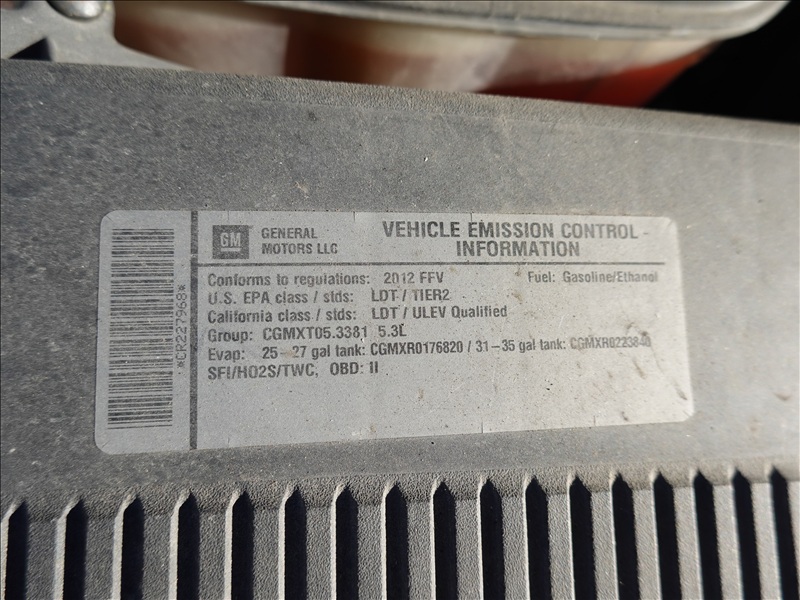 GM
GENERAL
MOTORS LLC
VEHICLE EMISSION CONTROL
INFORMATION
Conforms to regulations: 2012 FFV Fuel: Gasoline/Ethanol
U.S. EPA class / stds: LDT / TIER2
California class / stds: LDT / ULEV Qualified
Group: CGMXT05.3381 5.3L
Evap: 25-27 gal tank: CGMXR0176820 / 31-35 gal tank: CGMXR0223840
SFI/HO2S/TWC, OBD: II
*CR227968*